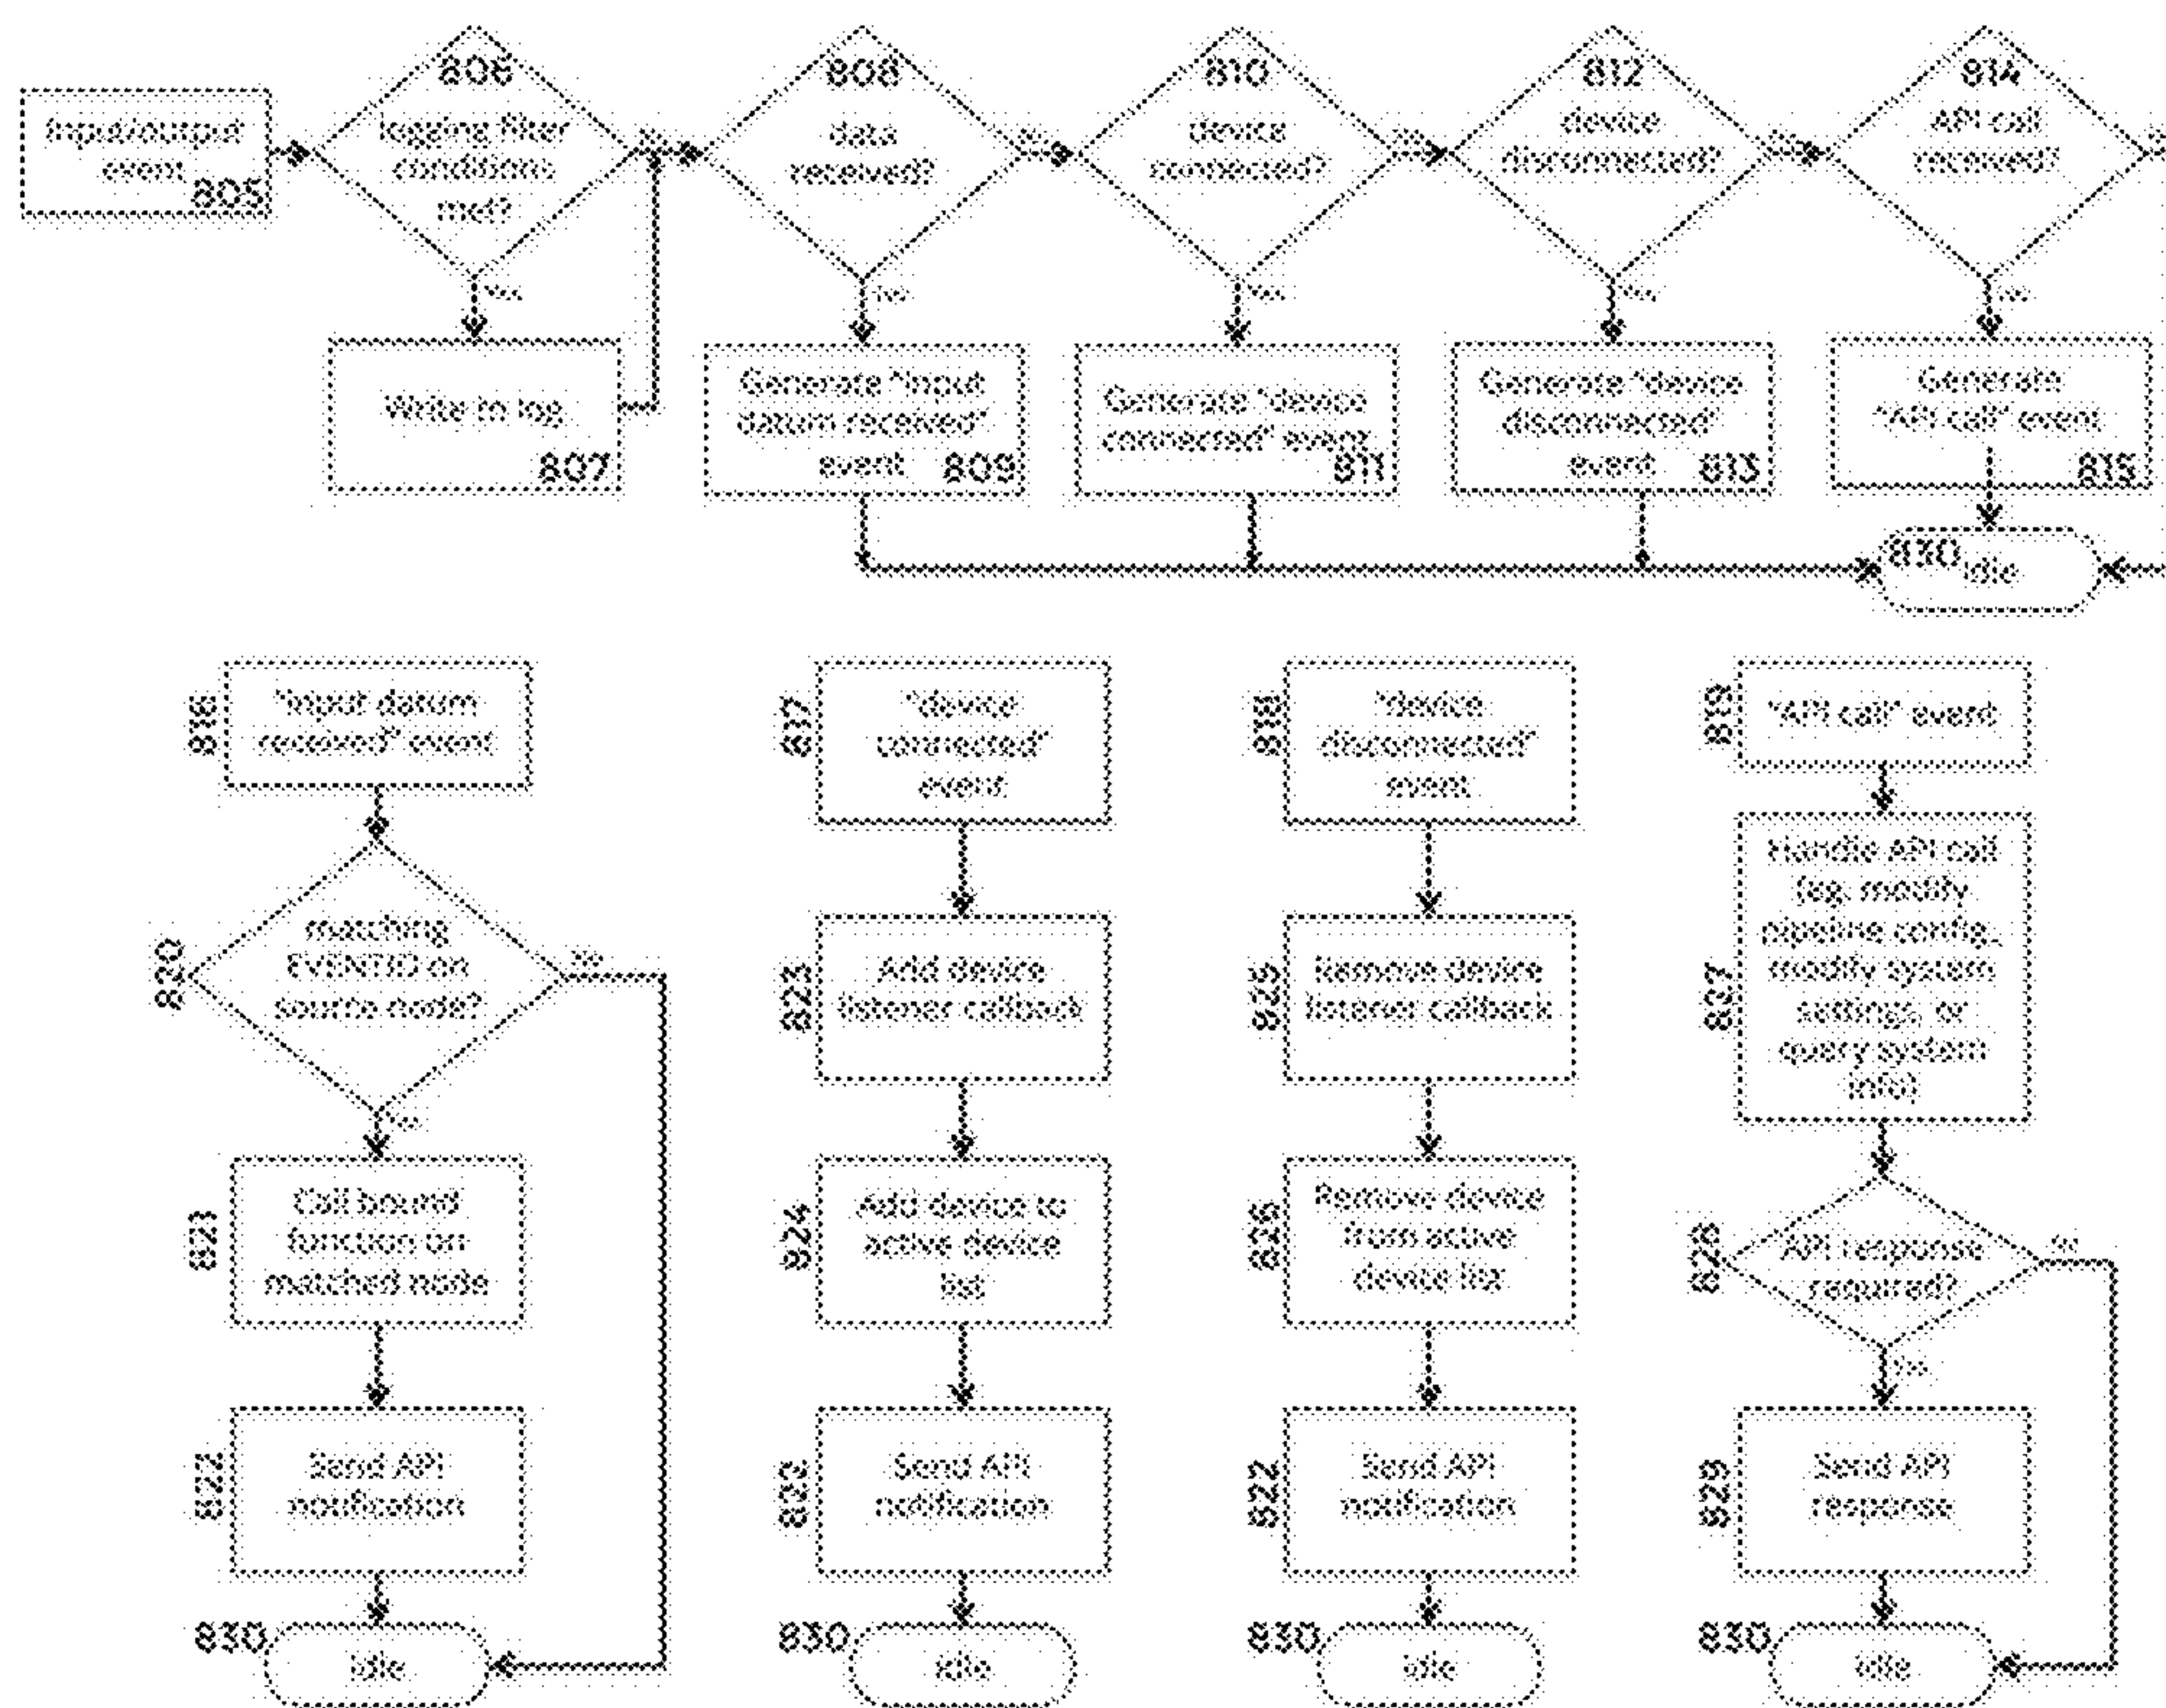 806
logging filter
conditions
met?
808
data
received?
810
device
connected?
812
device
disconnected?
814
API call
received?
Input/output
event
805
Yes
Yes
Yes
Write to log
807
Generate "input
datum received"
event 809
Generate "device
connected" event
811
Generate "device
disconnected"
event 813
Generate
"API call" event
815
830
idle
816
"input datum
received" event
817
"device
connected"
event
818
"device
disconnected"
event
819
"API call" event
820
matching
EVENTID on
source node?
823
Add device
listener callback
825
Remove device
listener callback
Handle API call
(eg. modify
pipeline config.,
modify system
settings, or
query system
info)
821
Call bound
function on
matched node
824
Add device to
active device
list
826
Remove device
from active
device list
828
API response
required?
Yes
822
Send API
notification
822
Send API
notification
822
Send API
notification
829
Send API
response
830
idle
830
idle
830
idle
830
idle